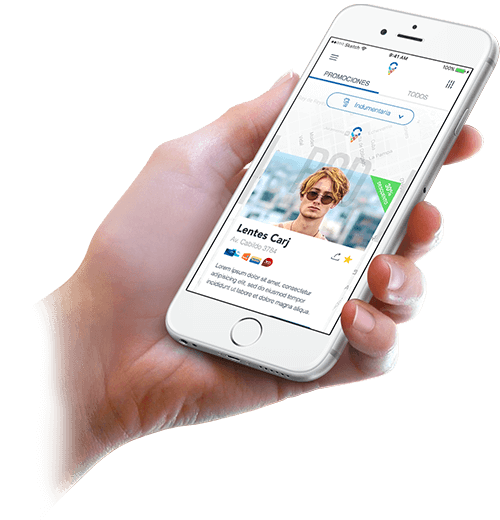 Sketch
9:41 AM
100%
PROMOCIONES
TODOS
Indumentaria
30%
Lentes Carj
Av. Cabildo 3764
Lorem ipsum dolor sit amet, consectetur
adipisicing elit, sed do eiusmod tempor
incididunt ut labore et dolore magna aliqua.